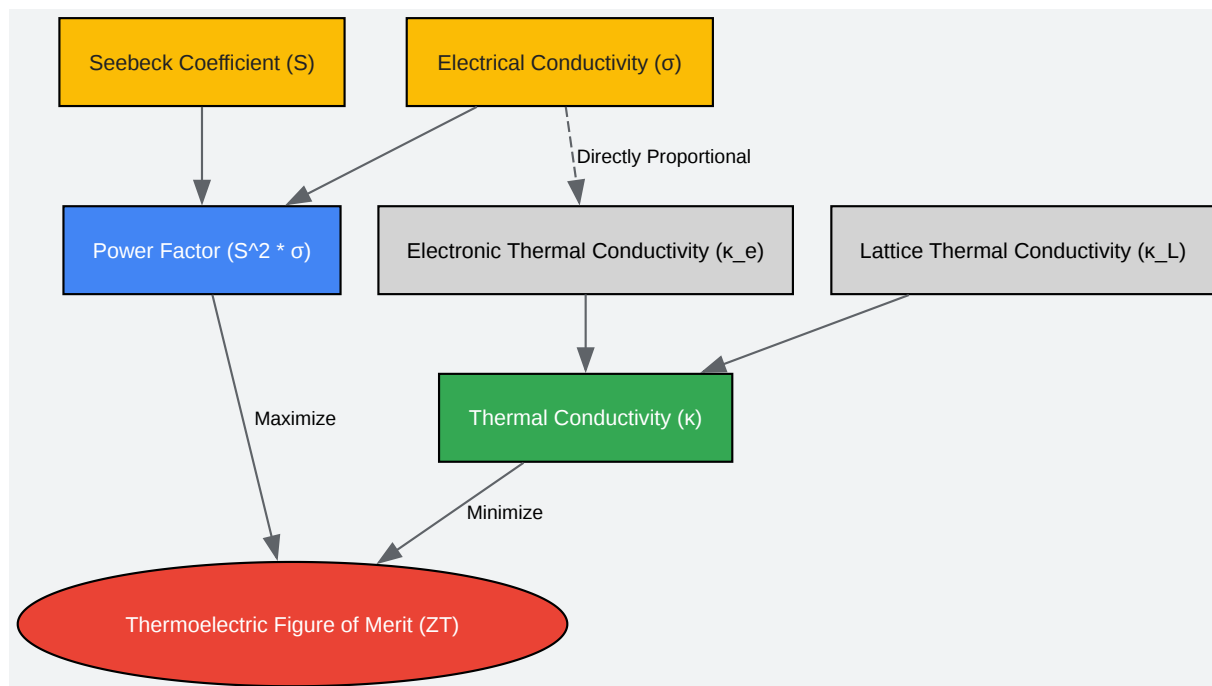 Seebeck Coefficient (S)
Electrical Conductivity (σ)
Directly Proportional
Power Factor (S^2 * σ)
Electronic Thermal Conductivity (κ_e)
Lattice Thermal Conductivity (κ_L)
Maximize
Thermal Conductivity (κ)
Minimize
Thermoelectric Figure of Merit (ZT)